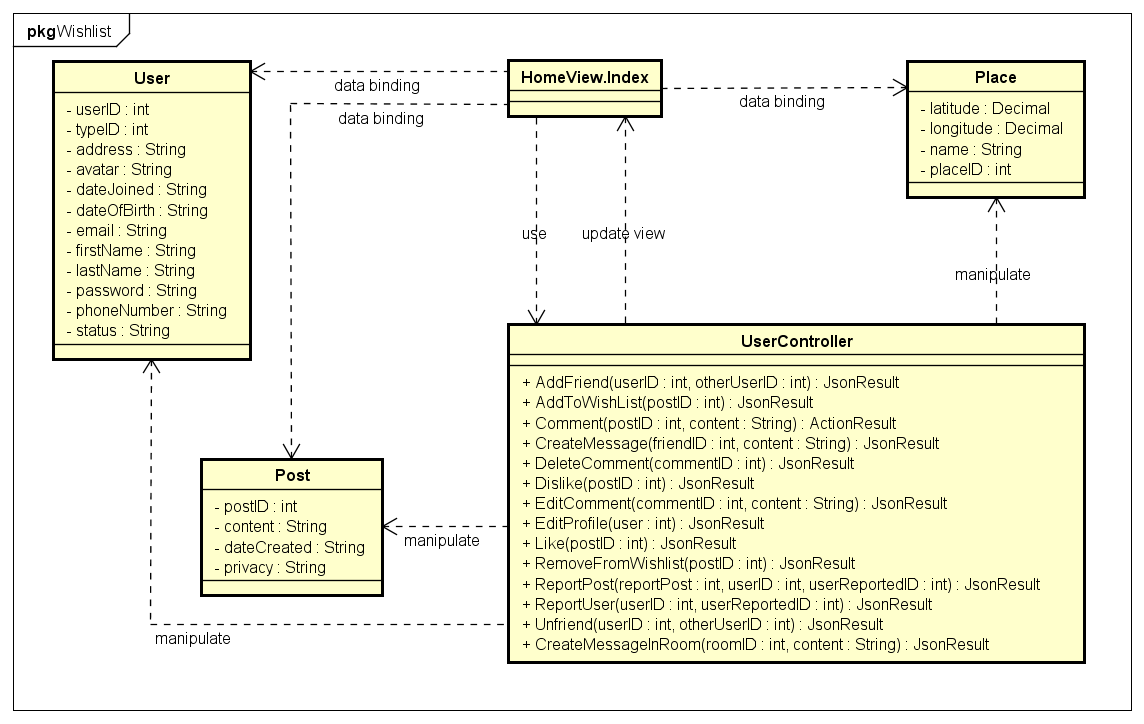 pkgWishlist
User
- userID : int
- typeID : int
- address : String
- avatar : String
- dateJoined : String
- dateOfBirth : String
- email : String
- firstName : String
- lastName : String
- password : String
- phoneNumber : String
- status : String
HomeView.Index
data binding
data binding
data binding
Place
- latitude : Decimal
- longitude : Decimal
- name : String
- placeID : int
use
update view
manipulate
UserController
+ AddFriend(userID : int, otherUserID : int) : JsonResult
+ AddToWishList(postID : int) : JsonResult
+ Comment(postID : int, content : String) : ActionResult
+ CreateMessage(friendID : int, content : String) : JsonResult
+ DeleteComment(commentID : int) : JsonResult
+ Dislike(postID : int) : JsonResult
+ EditComment(commentID : int, content : String) : JsonResult
+ EditProfile(user : int) : JsonResult
+ Like(postID : int) : JsonResult
+ RemoveFromWishlist(postID : int) : JsonResult
+ ReportPost(reportPost : int, userID : int, userReportedID : int) : JsonResult
+ ReportUser(userID : int, userReportedID : int) : JsonResult
+ Unfriend(userID : int, otherUserID : int) : JsonResult
+ CreateMessageInRoom(roomID : int, content : String) : JsonResult
Post
- postID : int
- content : String
- dateCreated : String
- privacy : String
manipulate
manipulate